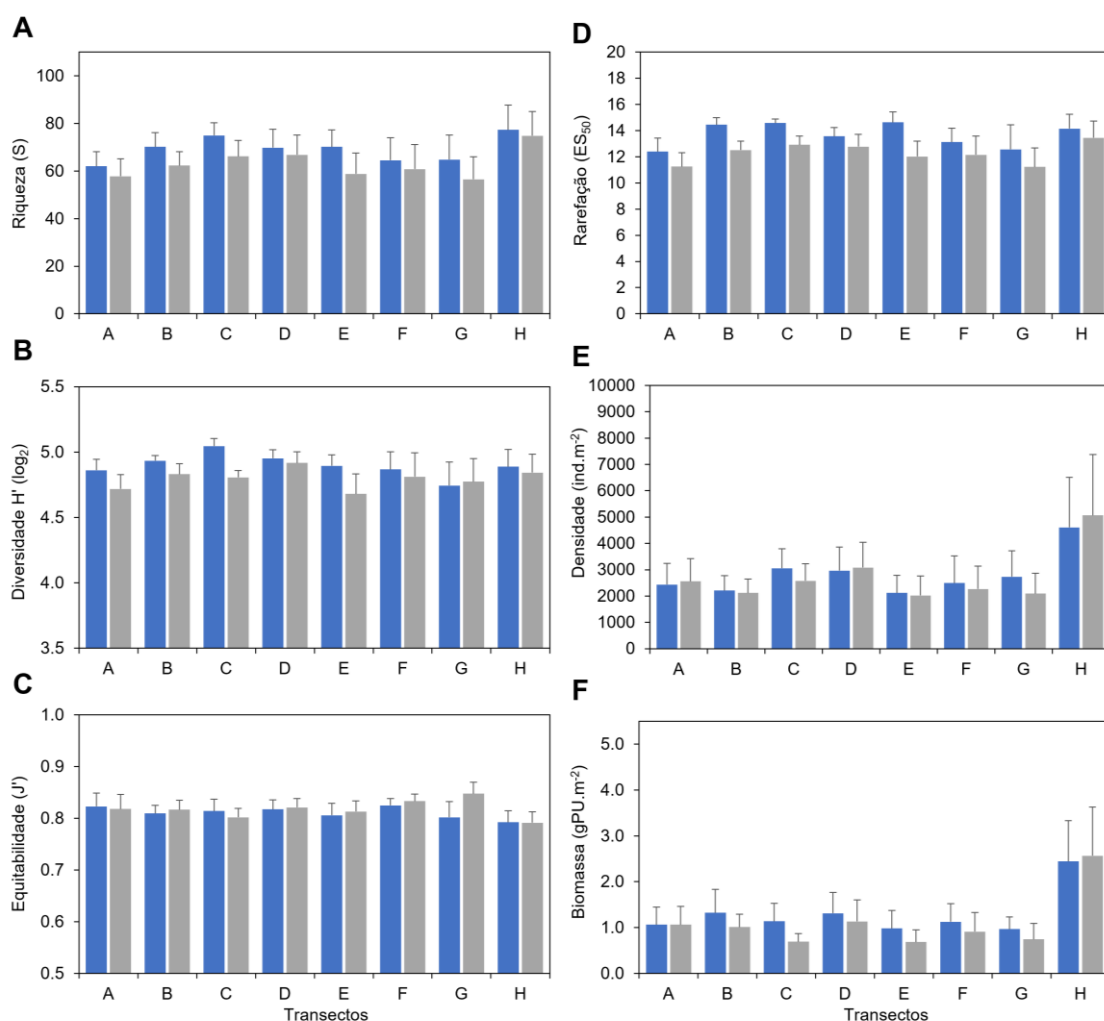 A
Riqueza (S)
100
80
60
40
20
0
A B C D E F G H
B
Diversidade H' (log2)
5.5
5.0
4.5
4.0
3.5
A B C D E F G H
C
Equitabilidade (J')
1.0
0.9
0.8
0.7
0.6
0.5
A B C D E F G H
Transectos
D
Rarefação (ES50)
20
18
16
14
12
10
8
6
4
2
0
A B C D E F G H
E
Densidade (ind.m-2)
10000
9000
8000
7000
6000
5000
4000
3000
2000
1000
0
A B C D E F G H
F
Biomassa (gPU.m-2)
5.0
4.0
3.0
2.0
1.0
0.0
A B C D E F G H
Transectos